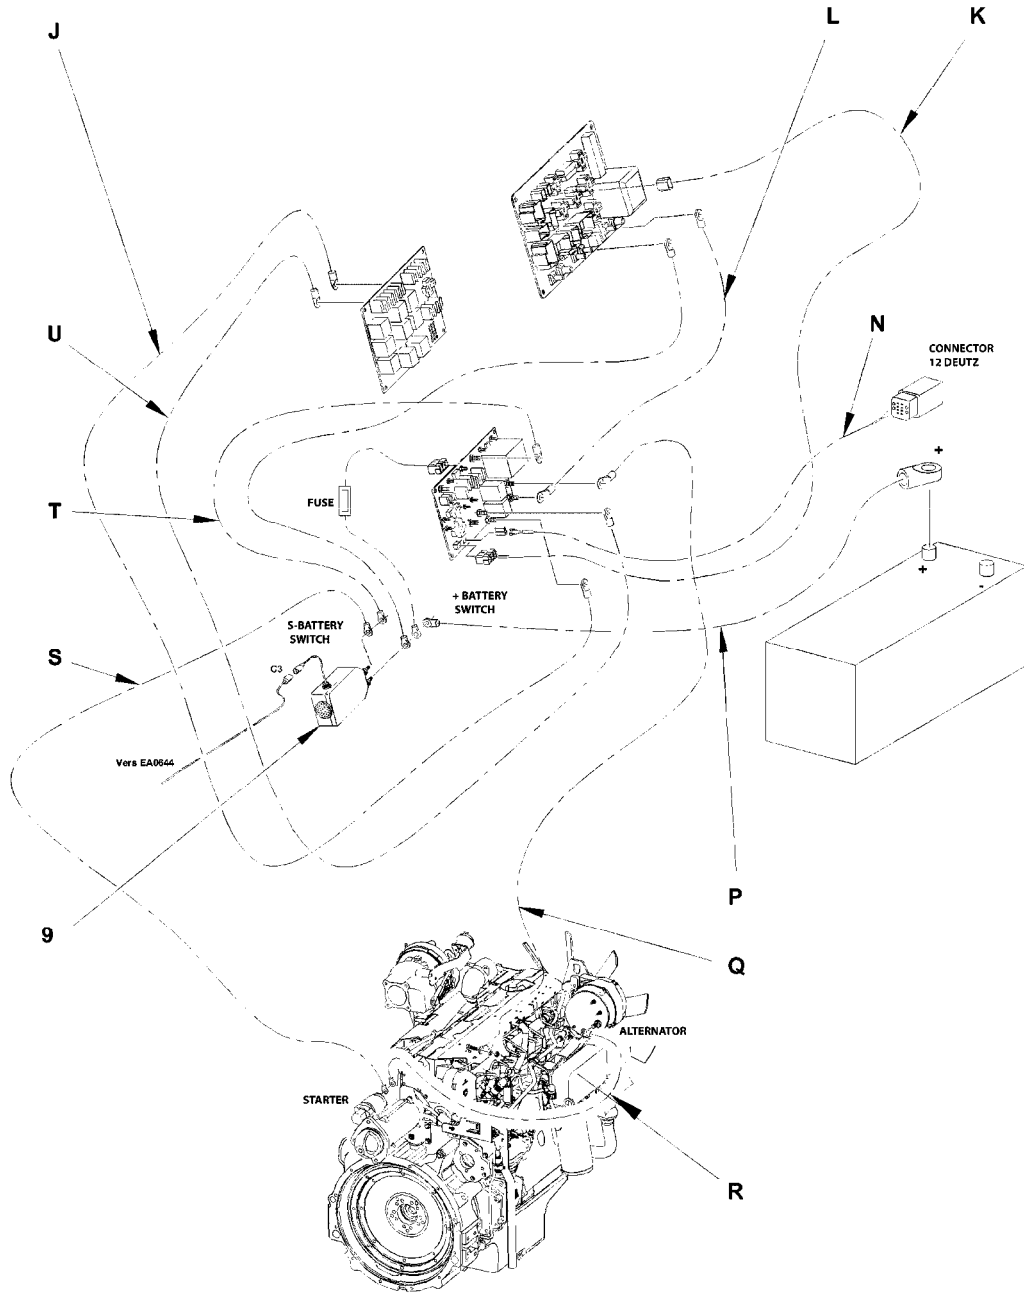 J
L
K
U
N
CONNECTOR
12 DEUTZ
+
FUSE
T
+
-
+ BATTERY
SWITCH
S-BATTERY
SWITCH
S
C3
Vers EA0644
P
9
Q
ALTERNATOR
STARTER
R